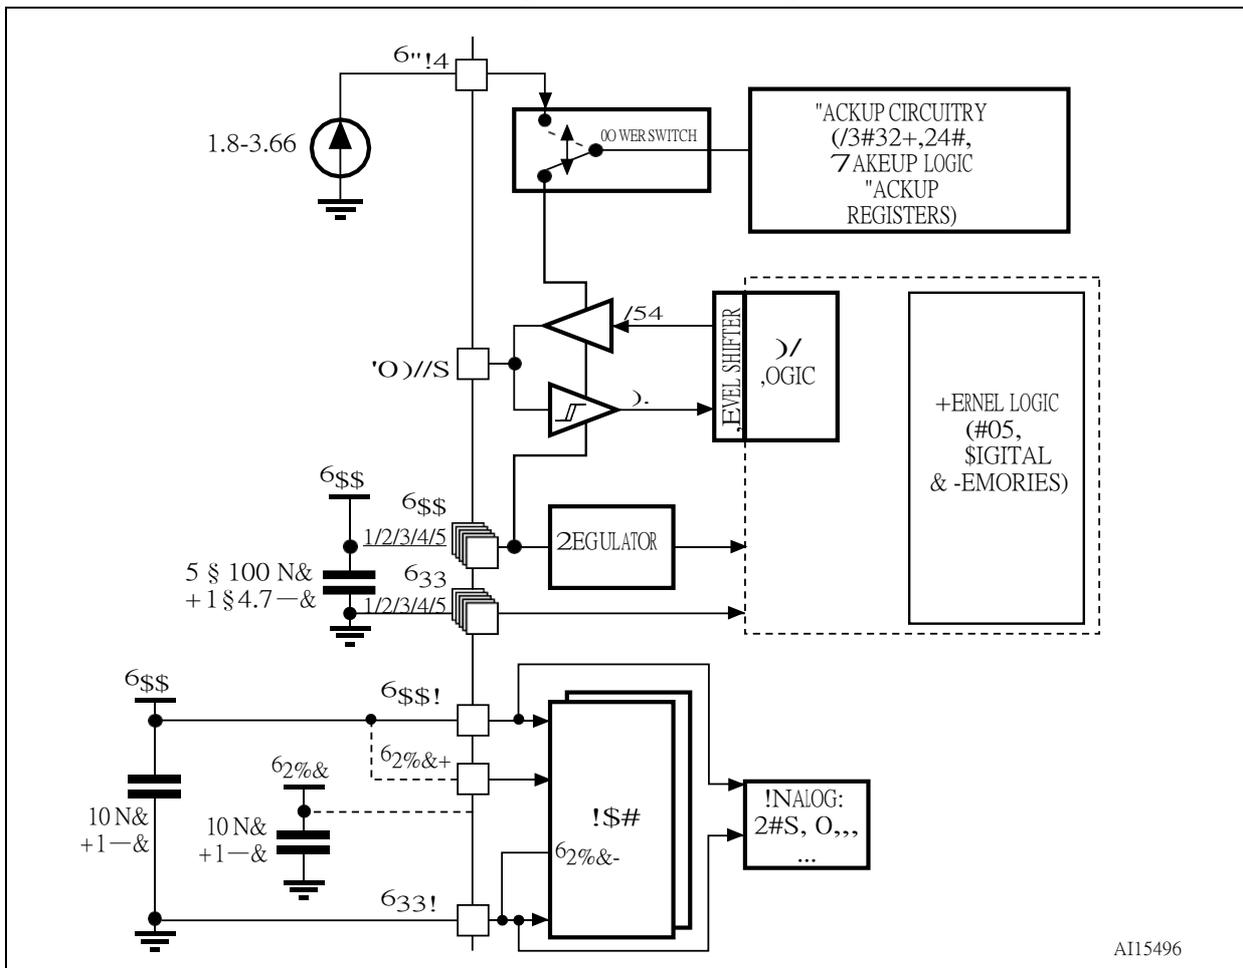 6"!4
1.8-3.66
0O WER SWITCH
"ACKUP CIRCUITRY
(/3#32+,24#,
7 AKEUP LOGIC
"ACKUP
REGISTERS)
/54
'O )//S
,EVEL SHIFTER
)/
,OGIC
).
+ERNEL LOGIC
(#05,
$IGITAL
& -EMORIES)
6$$
6$$
1/2/3/4/5
2EGULATOR
5 § 100 N&
+1§4.7—&
633
1/2/3/4/5
6$$
6$$!
62%&+
62%&
10 N&
+1—&
10 N&
+1—&
!$#
62%&-
!NALOG:
2#S, O,,,
...
633!
AI15496